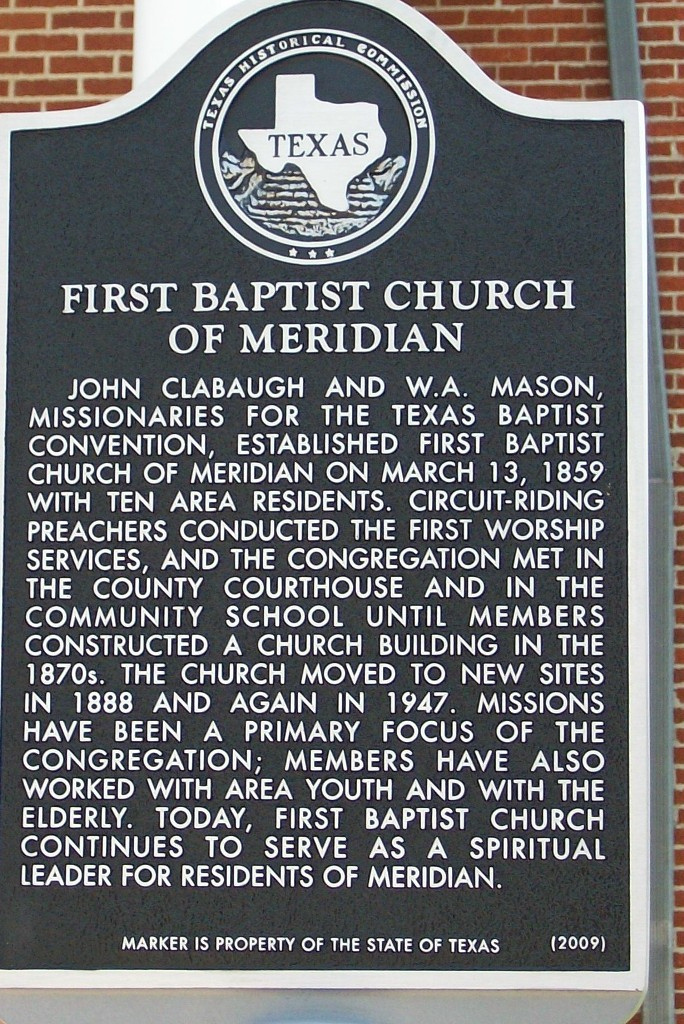 TEXAS HISTORICAL COMMISSION
TEXAS
FIRST BAPTIST CHURCH
OF MERIDIAN
JOHN CLABAUGH AND W.A. MASON,
MISSIONARIES FOR THE TEXAS BAPTIST
CONVENTION, ESTABLISHED FIRST BAPTIST
CHURCH OF MERIDIAN ON MARCH 13, 1859
WITH TEN AREA RESIDENTS. CIRCUIT-RIDING
PREACHERS CONDUCTED THE FIRST WORSHIP
SERVICES, AND THE CONGREGATION MET IN
THE COUNTY COURTHOUSE AND IN THE
COMMUNITY SCHOOL UNTIL MEMBERS
CONSTRUCTED A CHURCH BUILDING IN THE
1870s. THE CHURCH MOVED TO NEW SITES
IN 1888 AND AGAIN IN 1947. MISSIONS
HAVE BEEN A PRIMARY FOCUS OF THE
CONGREGATION; MEMBERS HAVE ALSO
WORKED WITH AREA YOUTH AND WITH THE
ELDERLY. TODAY, FIRST BAPTIST CHURCH
CONTINUES TO SERVE AS A SPIRITUAL
LEADER FOR RESIDENTS OF MERIDIAN.
MARKER IS PROPERTY OF THE STATE OF TEXAS (2009)